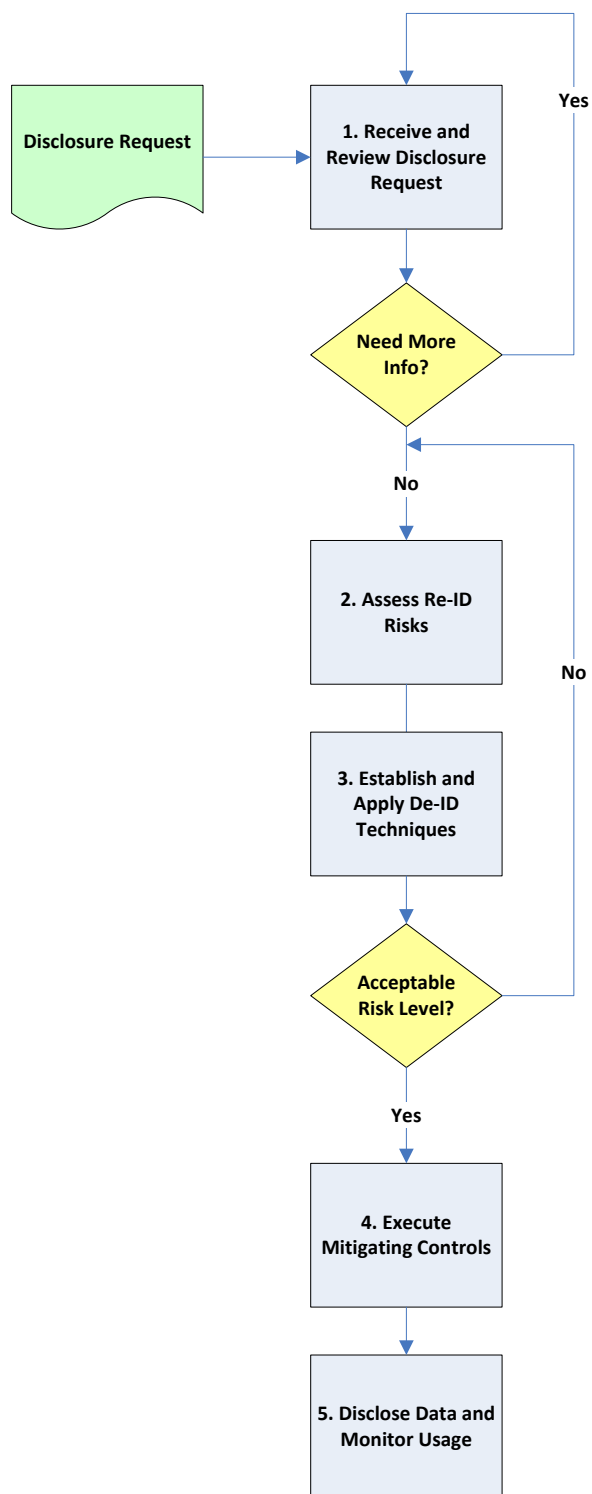 Disclosure Request
1. Receive and
Review Disclosure
Request
Yes
Need More
Info?
No
2. Assess Re-ID
Risks
No
3. Establish and
Apply De-ID
Techniques
Acceptable
Risk Level?
Yes
4. Execute
Mitigating Controls
5. Disclose Data and
Monitor Usage